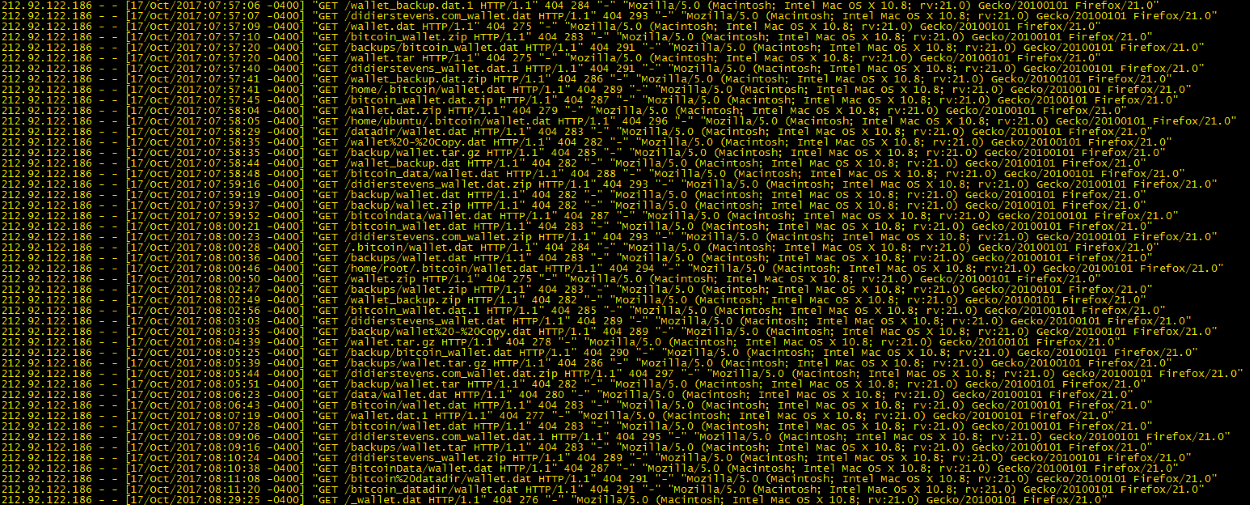 212.92.122.186 - - [17/Oct/2017:07:57:06 -0400] "GET /wallet_backup.dat.1 HTTP/1.1" 404 284 "-" "Mozilla/5.0 (Macintosh; Intel Mac OS X 10.8; rv:21.0) Gecko/20100101 Firefox/21.0"
212.92.122.186 - - [17/Oct/2017:07:57:07 -0400] "GET /didierstevens.com_wallet.dat HTTP/1.1" 404 293 "-" "Mozilla/5.0 (Macintosh; Intel Mac OS X 10.8; rv:21.0) Gecko/20100101 Firefox/21.0"
212.92.122.186 - - [17/Oct/2017:07:57:09 -0400] "GET /wallet.dat HTTP/1.1" 404 275 "-" "Mozilla/5.0 (Macintosh; Intel Mac OS X 10.8; rv:21.0) Gecko/20100101 Firefox/21.0"
212.92.122.186 - - [17/Oct/2017:07:57:10 -0400] "GET /bitcoin_wallet.zip HTTP/1.1" 404 283 "-" "Mozilla/5.0 (Macintosh; Intel Mac OS X 10.8; rv:21.0) Gecko/20100101 Firefox/21.0"
212.92.122.186 - - [17/Oct/2017:07:57:20 -0400] "GET /backups/bitcoin_wallet.dat HTTP/1.1" 404 291 "-" "Mozilla/5.0 (Macintosh; Intel Mac OS X 10.8; rv:21.0) Gecko/20100101 Firefox/21.0"
212.92.122.186 - - [17/Oct/2017:07:57:20 -0400] "GET /wallet.tar HTTP/1.1" 404 275 "-" "Mozilla/5.0 (Macintosh; Intel Mac OS X 10.8; rv:21.0) Gecko/20100101 Firefox/21.0"
212.92.122.186 - - [17/Oct/2017:07:57:40 -0400] "GET /didierstevens_wallet.dat.1 HTTP/1.1" 404 291 "-" "Mozilla/5.0 (Macintosh; Intel Mac OS X 10.8; rv:21.0) Gecko/20100101 Firefox/21.0"
212.92.122.186 - - [17/Oct/2017:07:57:41 -0400] "GET /wallet_backup.dat.zip HTTP/1.1" 404 286 "-" "Mozilla/5.0 (Macintosh; Intel Mac OS X 10.8; rv:21.0) Gecko/20100101 Firefox/21.0"
212.92.122.186 - - [17/Oct/2017:07:57:41 -0400] "GET /home/.bitcoin/wallet.dat HTTP/1.1" 404 289 "-" "Mozilla/5.0 (Macintosh; Intel Mac OS X 10.8; rv:21.0) Gecko/20100101 Firefox/21.0"
212.92.122.186 - - [17/Oct/2017:07:57:45 -0400] "GET /bitcoin_wallet.dat.zip HTTP/1.1" 404 287 "-" "Mozilla/5.0 (Macintosh; Intel Mac OS X 10.8; rv:21.0) Gecko/20100101 Firefox/21.0"
212.92.122.186 - - [17/Oct/2017:07:58:04 -0400] "GET /wallet.dat.zip HTTP/1.1" 404 279 "-" "Mozilla/5.0 (Macintosh; Intel Mac OS X 10.8; rv:21.0) Gecko/20100101 Firefox/21.0"
212.92.122.186 - - [17/Oct/2017:07:58:05 -0400] "GET /home/ubuntu/.bitcoin/wallet.dat HTTP/1.1" 404 296 "-" "Mozilla/5.0 (Macintosh; Intel Mac OS X 10.8; rv:21.0) Gecko/20100101 Firefox/21.0"
212.92.122.186 - - [17/Oct/2017:07:58:29 -0400] "GET /datadir/wallet.dat HTTP/1.1" 404 283 "-" "Mozilla/5.0 (Macintosh; Intel Mac OS X 10.8; rv:21.0) Gecko/20100101 Firefox/21.0"
212.92.122.186 - - [17/Oct/2017:07:58:35 -0400] "GET /wallet%20-%20Copy.dat HTTP/1.1" 404 282 "-" "Mozilla/5.0 (Macintosh; Intel Mac OS X 10.8; rv:21.0) Gecko/20100101 Firefox/21.0"
212.92.122.186 - - [17/Oct/2017:07:58:35 -0400] "GET /backup/wallet.tar.gz HTTP/1.1" 404 285 "-" "Mozilla/5.0 (Macintosh; Intel Mac OS X 10.8; rv:21.0) Gecko/20100101 Firefox/21.0"
212.92.122.186 - - [17/Oct/2017:07:58:44 -0400] "GET /wallet_backup.dat HTTP/1.1" 404 282 "-" "Mozilla/5.0 (Macintosh; Intel Mac OS X 10.8; rv:21.0) Gecko/20100101 Firefox/21.0"
212.92.122.186 - - [17/Oct/2017:07:58:48 -0400] "GET /bitcoin_data/wallet.dat HTTP/1.1" 404 288 "-" "Mozilla/5.0 (Macintosh; Intel Mac OS X 10.8; rv:21.0) Gecko/20100101 Firefox/21.0"
212.92.122.186 - - [17/Oct/2017:07:59:16 -0400] "GET /didierstevens_wallet.dat.zip HTTP/1.1" 404 293 "-" "Mozilla/5.0 (Macintosh; Intel Mac OS X 10.8; rv:21.0) Gecko/20100101 Firefox/21.0"
212.92.122.186 - - [17/Oct/2017:07:59:19 -0400] "GET /backup/wallet.dat HTTP/1.1" 404 282 "-" "Mozilla/5.0 (Macintosh; Intel Mac OS X 10.8; rv:21.0) Gecko/20100101 Firefox/21.0"
212.92.122.186 - - [17/Oct/2017:07:59:37 -0400] "GET /backup/wallet.zip HTTP/1.1" 404 282 "-" "Mozilla/5.0 (Macintosh; Intel Mac OS X 10.8; rv:21.0) Gecko/20100101 Firefox/21.0"
212.92.122.186 - - [17/Oct/2017:07:59:52 -0400] "GET /bitcoindata/wallet.dat HTTP/1.1" 404 287 "-" "Mozilla/5.0 (Macintosh; Intel Mac OS X 10.8; rv:21.0) Gecko/20100101 Firefox/21.0"
212.92.122.186 - - [17/Oct/2017:08:00:21 -0400] "GET /bitcoin_wallet.dat HTTP/1.1" 404 283 "-" "Mozilla/5.0 (Macintosh; Intel Mac OS X 10.8; rv:21.0) Gecko/20100101 Firefox/21.0"
212.92.122.186 - - [17/Oct/2017:08:00:23 -0400] "GET /didierstevens.com_wallet.zip HTTP/1.1" 404 293 "-" "Mozilla/5.0 (Macintosh; Intel Mac OS X 10.8; rv:21.0) Gecko/20100101 Firefox/21.0"
212.92.122.186 - - [17/Oct/2017:08:00:28 -0400] "GET /.bitcoin/wallet.dat HTTP/1.1" 404 284 "-" "Mozilla/5.0 (Macintosh; Intel Mac OS X 10.8; rv:21.0) Gecko/20100101 Firefox/21.0"
212.92.122.186 - - [17/Oct/2017:08:00:36 -0400] "GET /backups/wallet.dat HTTP/1.1" 404 283 "-" "Mozilla/5.0 (Macintosh; Intel Mac OS X 10.8; rv:21.0) Gecko/20100101 Firefox/21.0"
212.92.122.186 - - [17/Oct/2017:08:00:46 -0400] "GET /home/root/.bitcoin/wallet.dat HTTP/1.1" 404 294 "-" "Mozilla/5.0 (Macintosh; Intel Mac OS X 10.8; rv:21.0) Gecko/20100101 Firefox/21.0"
212.92.122.186 - - [17/Oct/2017:08:00:50 -0400] "GET /wallet.zip HTTP/1.1" 404 275 "-" "Mozilla/5.0 (Macintosh; Intel Mac OS X 10.8; rv:21.0) Gecko/20100101 Firefox/21.0"
212.92.122.186 - - [17/Oct/2017:08:02:47 -0400] "GET /backups/wallet.zip HTTP/1.1" 404 283 "-" "Mozilla/5.0 (Macintosh; Intel Mac OS X 10.8; rv:21.0) Gecko/20100101 Firefox/21.0"
212.92.122.186 - - [17/Oct/2017:08:02:49 -0400] "GET /wallet_backup.zip HTTP/1.1" 404 282 "-" "Mozilla/5.0 (Macintosh; Intel Mac OS X 10.8; rv:21.0) Gecko/20100101 Firefox/21.0"
212.92.122.186 - - [17/Oct/2017:08:02:56 -0400] "GET /bitcoin_wallet.dat.1 HTTP/1.1" 404 285 "-" "Mozilla/5.0 (Macintosh; Intel Mac OS X 10.8; rv:21.0) Gecko/20100101 Firefox/21.0"
212.92.122.186 - - [17/Oct/2017:08:03:03 -0400] "GET /didierstevens_wallet.dat HTTP/1.1" 404 289 "-" "Mozilla/5.0 (Macintosh; Intel Mac OS X 10.8; rv:21.0) Gecko/20100101 Firefox/21.0"
212.92.122.186 - - [17/Oct/2017:08:03:35 -0400] "GET /backup/wallet%20-%20Copy.dat HTTP/1.1" 404 289 "-" "Mozilla/5.0 (Macintosh; Intel Mac OS X 10.8; rv:21.0) Gecko/20100101 Firefox/21.0"
212.92.122.186 - - [17/Oct/2017:08:04:39 -0400] "GET /wallet.tar.gz HTTP/1.1" 404 278 "-" "Mozilla/5.0 (Macintosh; Intel Mac OS X 10.8; rv:21.0) Gecko/20100101 Firefox/21.0"
212.92.122.186 - - [17/Oct/2017:08:05:25 -0400] "GET /backup/bitcoin_wallet.dat HTTP/1.1" 404 290 "-" "Mozilla/5.0 (Macintosh; Intel Mac OS X 10.8; rv:21.0) Gecko/20100101 Firefox/21.0"
212.92.122.186 - - [17/Oct/2017:08:05:39 -0400] "GET /backups/wallet.tar.gz HTTP/1.1" 404 286 "-" "Mozilla/5.0 (Macintosh; Intel Mac OS X 10.8; rv:21.0) Gecko/20100101 Firefox/21.0"
212.92.122.186 - - [17/Oct/2017:08:05:44 -0400] "GET /didierstevens.com_wallet.dat.zip HTTP/1.1" 404 297 "-" "Mozilla/5.0 (Macintosh; Intel Mac OS X 10.8; rv:21.0) Gecko/20100101 Firefox/21.0"
212.92.122.186 - - [17/Oct/2017:08:05:51 -0400] "GET /backup/wallet.tar HTTP/1.1" 404 282 "-" "Mozilla/5.0 (Macintosh; Intel Mac OS X 10.8; rv:21.0) Gecko/20100101 Firefox/21.0"
212.92.122.186 - - [17/Oct/2017:08:06:23 -0400] "GET /data/wallet.dat HTTP/1.1" 404 280 "-" "Mozilla/5.0 (Macintosh; Intel Mac OS X 10.8; rv:21.0) Gecko/20100101 Firefox/21.0"
212.92.122.186 - - [17/Oct/2017:08:06:43 -0400] "GET /Bitcoin/wallet.dat HTTP/1.1" 404 283 "-" "Mozilla/5.0 (Macintosh; Intel Mac OS X 10.8; rv:21.0) Gecko/20100101 Firefox/21.0"
212.92.122.186 - - [17/Oct/2017:08:07:19 -0400] "GET /wallet.dat.1 HTTP/1.1" 404 277 "-" "Mozilla/5.0 (Macintosh; Intel Mac OS X 10.8; rv:21.0) Gecko/20100101 Firefox/21.0"
212.92.122.186 - - [17/Oct/2017:08:07:28 -0400] "GET /bitcoin/wallet.dat HTTP/1.1" 404 283 "-" "Mozilla/5.0 (Macintosh; Intel Mac OS X 10.8; rv:21.0) Gecko/20100101 Firefox/21.0"
212.92.122.186 - - [17/Oct/2017:08:09:06 -0400] "GET /didierstevens.com_wallet.dat.1 HTTP/1.1" 404 295 "-" "Mozilla/5.0 (Macintosh; Intel Mac OS X 10.8; rv:21.0) Gecko/20100101 Firefox/21.0"
212.92.122.186 - - [17/Oct/2017:08:09:16 -0400] "GET /backups/wallet.tar HTTP/1.1" 404 283 "-" "Mozilla/5.0 (Macintosh; Intel Mac OS X 10.8; rv:21.0) Gecko/20100101 Firefox/21.0"
212.92.122.186 - - [17/Oct/2017:08:10:24 -0400] "GET /didierstevens_wallet.zip HTTP/1.1" 404 289 "-" "Mozilla/5.0 (Macintosh; Intel Mac OS X 10.8; rv:21.0) Gecko/20100101 Firefox/21.0"
212.92.122.186 - - [17/Oct/2017:08:10:38 -0400] "GET /BitcoinData/wallet.dat HTTP/1.1" 404 287 "-" "Mozilla/5.0 (Macintosh; Intel Mac OS X 10.8; rv:21.0) Gecko/20100101 Firefox/21.0"
212.92.122.186 - - [17/Oct/2017:08:11:08 -0400] "GET /bitcoin%20datadir/wallet.dat HTTP/1.1" 404 291 "-" "Mozilla/5.0 (Macintosh; Intel Mac OS X 10.8; rv:21.0) Gecko/20100101 Firefox/21.0"
212.92.122.186 - - [17/Oct/2017:08:11:20 -0400] "GET /bitcoin_datadir/wallet.dat HTTP/1.1" 404 291 "-" "Mozilla/5.0 (Macintosh; Intel Mac OS X 10.8; rv:21.0) Gecko/20100101 Firefox/21.0"
212.92.122.186 - - [17/Oct/2017:08:29:25 -0400] "GET /_wallet.dat HTTP/1.1" 404 276 "-" "Mozilla/5.0 (Macintosh; Intel Mac OS X 10.8; rv:21.0) Gecko/20100101 Firefox/21.0"